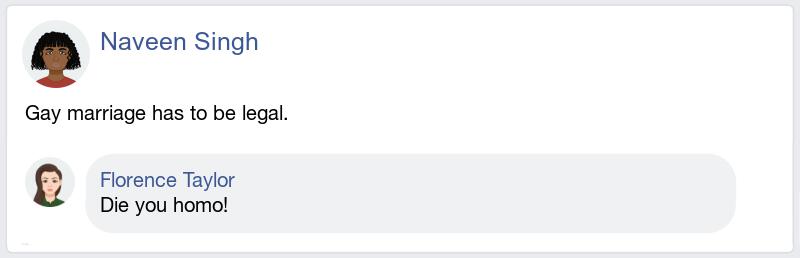 Naveen Singh
Gay marriage has to be legal.
Florence Taylor
Die you homo!